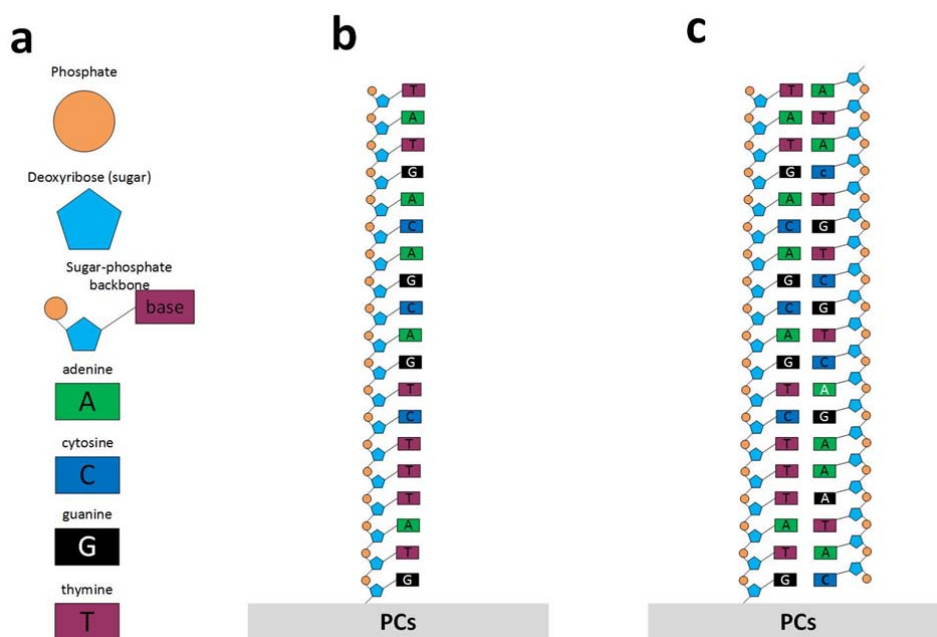 a
Phosphate
Deoxyribose (sugar)
Sugar-phosphate
backbone
base
adenine
A
cytosine
C
guanine
G
thymine
T
b
T
A
T
G
A
C
A
G
C
A
G
T
C
T
T
T
A
T
G
PCs
c
T A
A T
T A
G c
A T
C G
A T
G C
C G
A T
G C
T A
C G
T A
T A
T A
A T
T A
G C
PCs